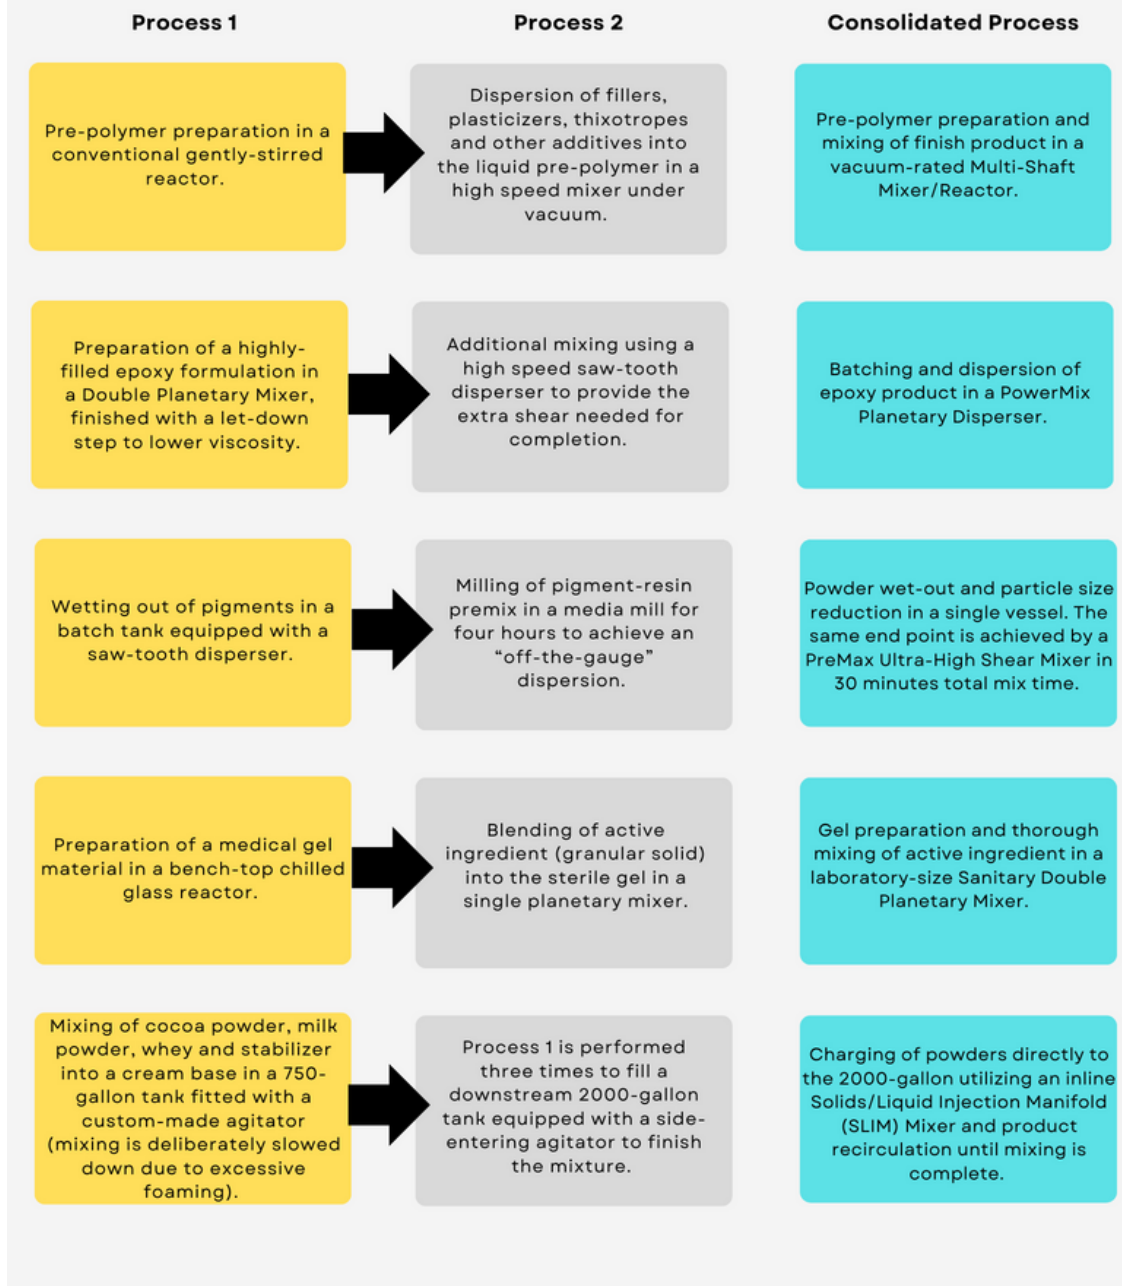 Process 1
Process 2
Consolidated Process
Pre-polymer preparation in a
conventional gently-stirred
reactor.
Dispersion of fillers,
plasticizers, thixotropes
and other additives into
the liquid pre-polymer in a
high speed mixer under
vacuum.
Pre-polymer preparation and
mixing of finish product in a
vacuum-rated Multi-Shaft
Mixer/Reactor.
Preparation of a highly-
filled epoxy formulation in
a Double Planetary Mixer,
finished with a let-down
step to lower viscosity.
Additional mixing using a
high speed saw-tooth
disperser to provide the
extra shear needed for
completion.
Batching and dispersion of
epoxy product in a PowerMix
Planetary Disperser.
Wetting out of pigments in a
batch tank equipped with a
saw-tooth disperser.
Milling of pigment-resin
premix in a media mill for
four hours to achieve an
“off-the-gauge”
dispersion.
Powder wet-out and particle size
reduction in a single vessel. The
same end point is achieved by a
PreMax Ultra-High Shear Mixer in
30 minutes total mix time.
Preparation of a medical gel
material in a bench-top chilled
glass reactor.
Blending of active
ingredient (granular solid)
into the sterile gel in a
single planetary mixer.
Gel preparation and thorough
mixing of active ingredient in a
laboratory-size Sanitary Double
Planetary Mixer.
Mixing of cocoa powder, milk
powder, whey and stabilizer
into a cream base in a 750-
gallon tank fitted with a
custom-made agitator
(mixing is deliberately slowed
down due to excessive
foaming).
Process 1 is performed
three times to fill a
downstream 2000-gallon
tank equipped with a side-
entering agitator to finish
the mixture.
Charging of powders directly to
the 2000-gallon utilizing an inline
Solids/Liquid Injection Manifold
(SLIM) Mixer and product
recirculation until mixing is
complete.